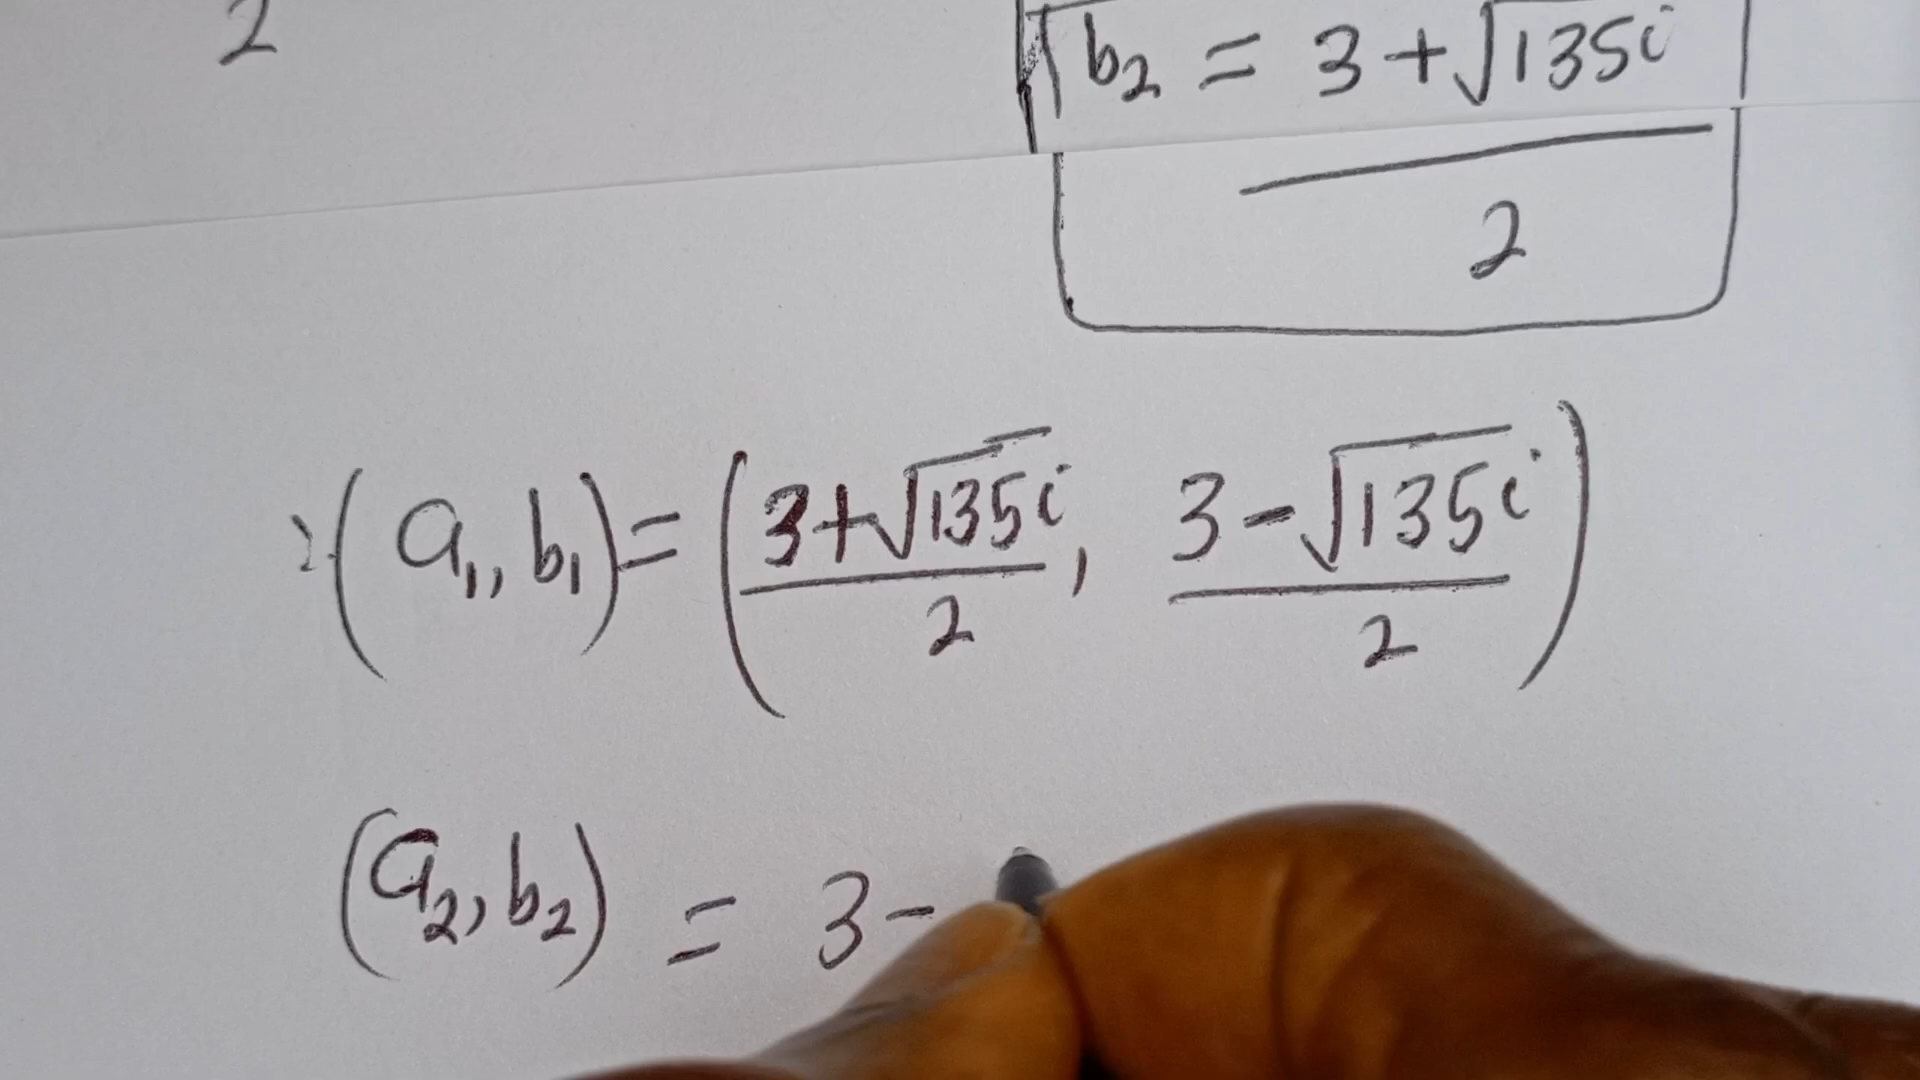 2
b₂ = 3+√135i
2
∴(a₁, b₁) = (3+√135i, 3-√135i)
2 2
(a₂, b₂) = 3-